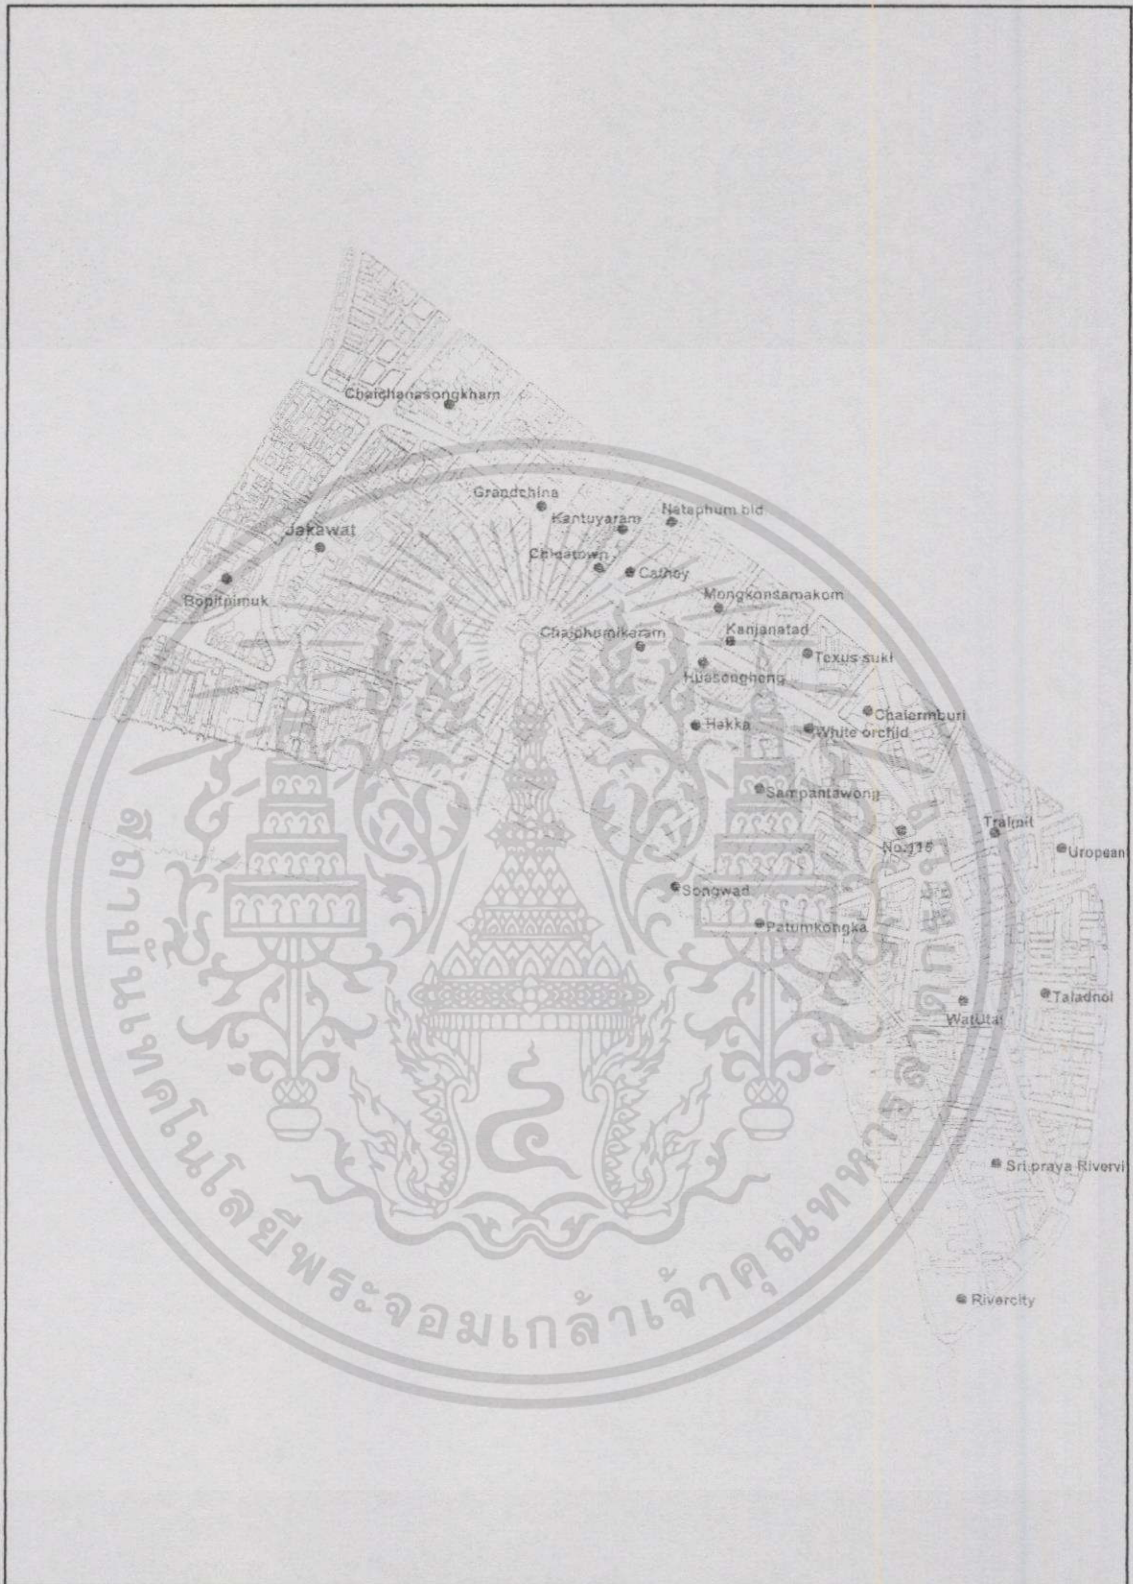 Chaichanasongkham
Grandchina
Kantuyaram
Nataphum bld
Jakawat
Chinatown
Cathay
Bopitpimuk
Mongkonsamakom
Chaiphumikaram
Kanjanatad
Texus suki
Huasengheng
Chalermburi
Hakka
White orchid
Sampantawong
Traimit
No.115
Uropean
Songwad
Patumkongka
Taladnoi
WatUtai
Sri praya Rivervi
Rivercity
สถาบันเทคโนโลยีพระจอมเกล้าเจ้าคุณทหารลาดกระบัง